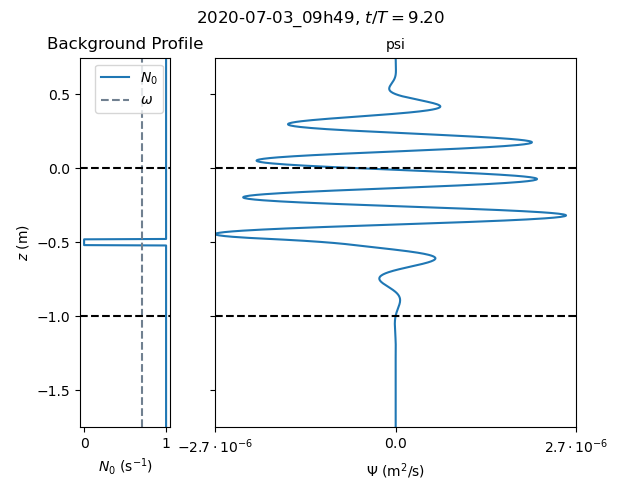 2020-07-03_09h49, t/T = 9.20
Background Profile
psi
N₀
ω
0.5
0.0
−0.5
−1.0
−1.5
z (m)
0
1
N₀ (s⁻¹)
−2.7 · 10⁻⁶
0.0
2.7 · 10⁻⁶
Ψ (m²/s)